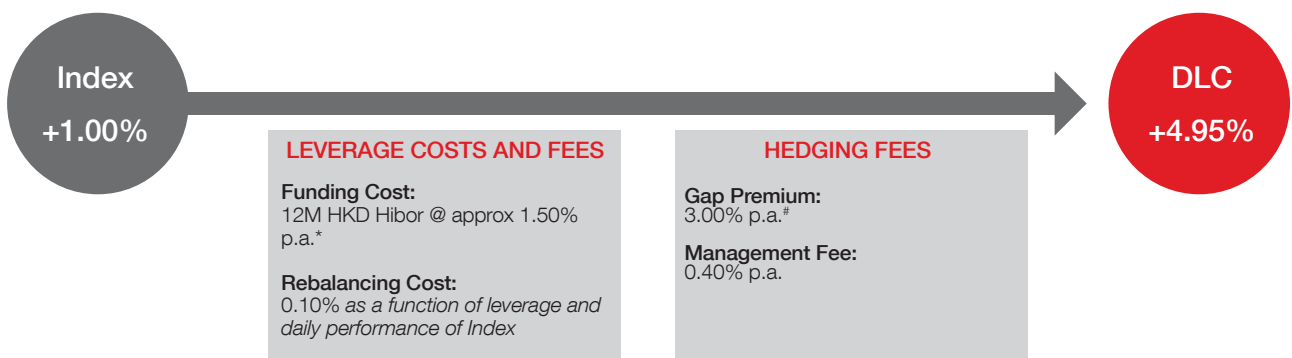 Index
+1.00%
DLC
+4.95%
LEVERAGE COSTS AND FEES
Funding Cost:
12M HKD Hibor @ approx 1.50%
p.a.*
Rebalancing Cost:
0.10% as a function of leverage and
daily performance of Index
HEDGING FEES
Gap Premium:
3.00% p.a.#
Management Fee:
0.40% p.a.